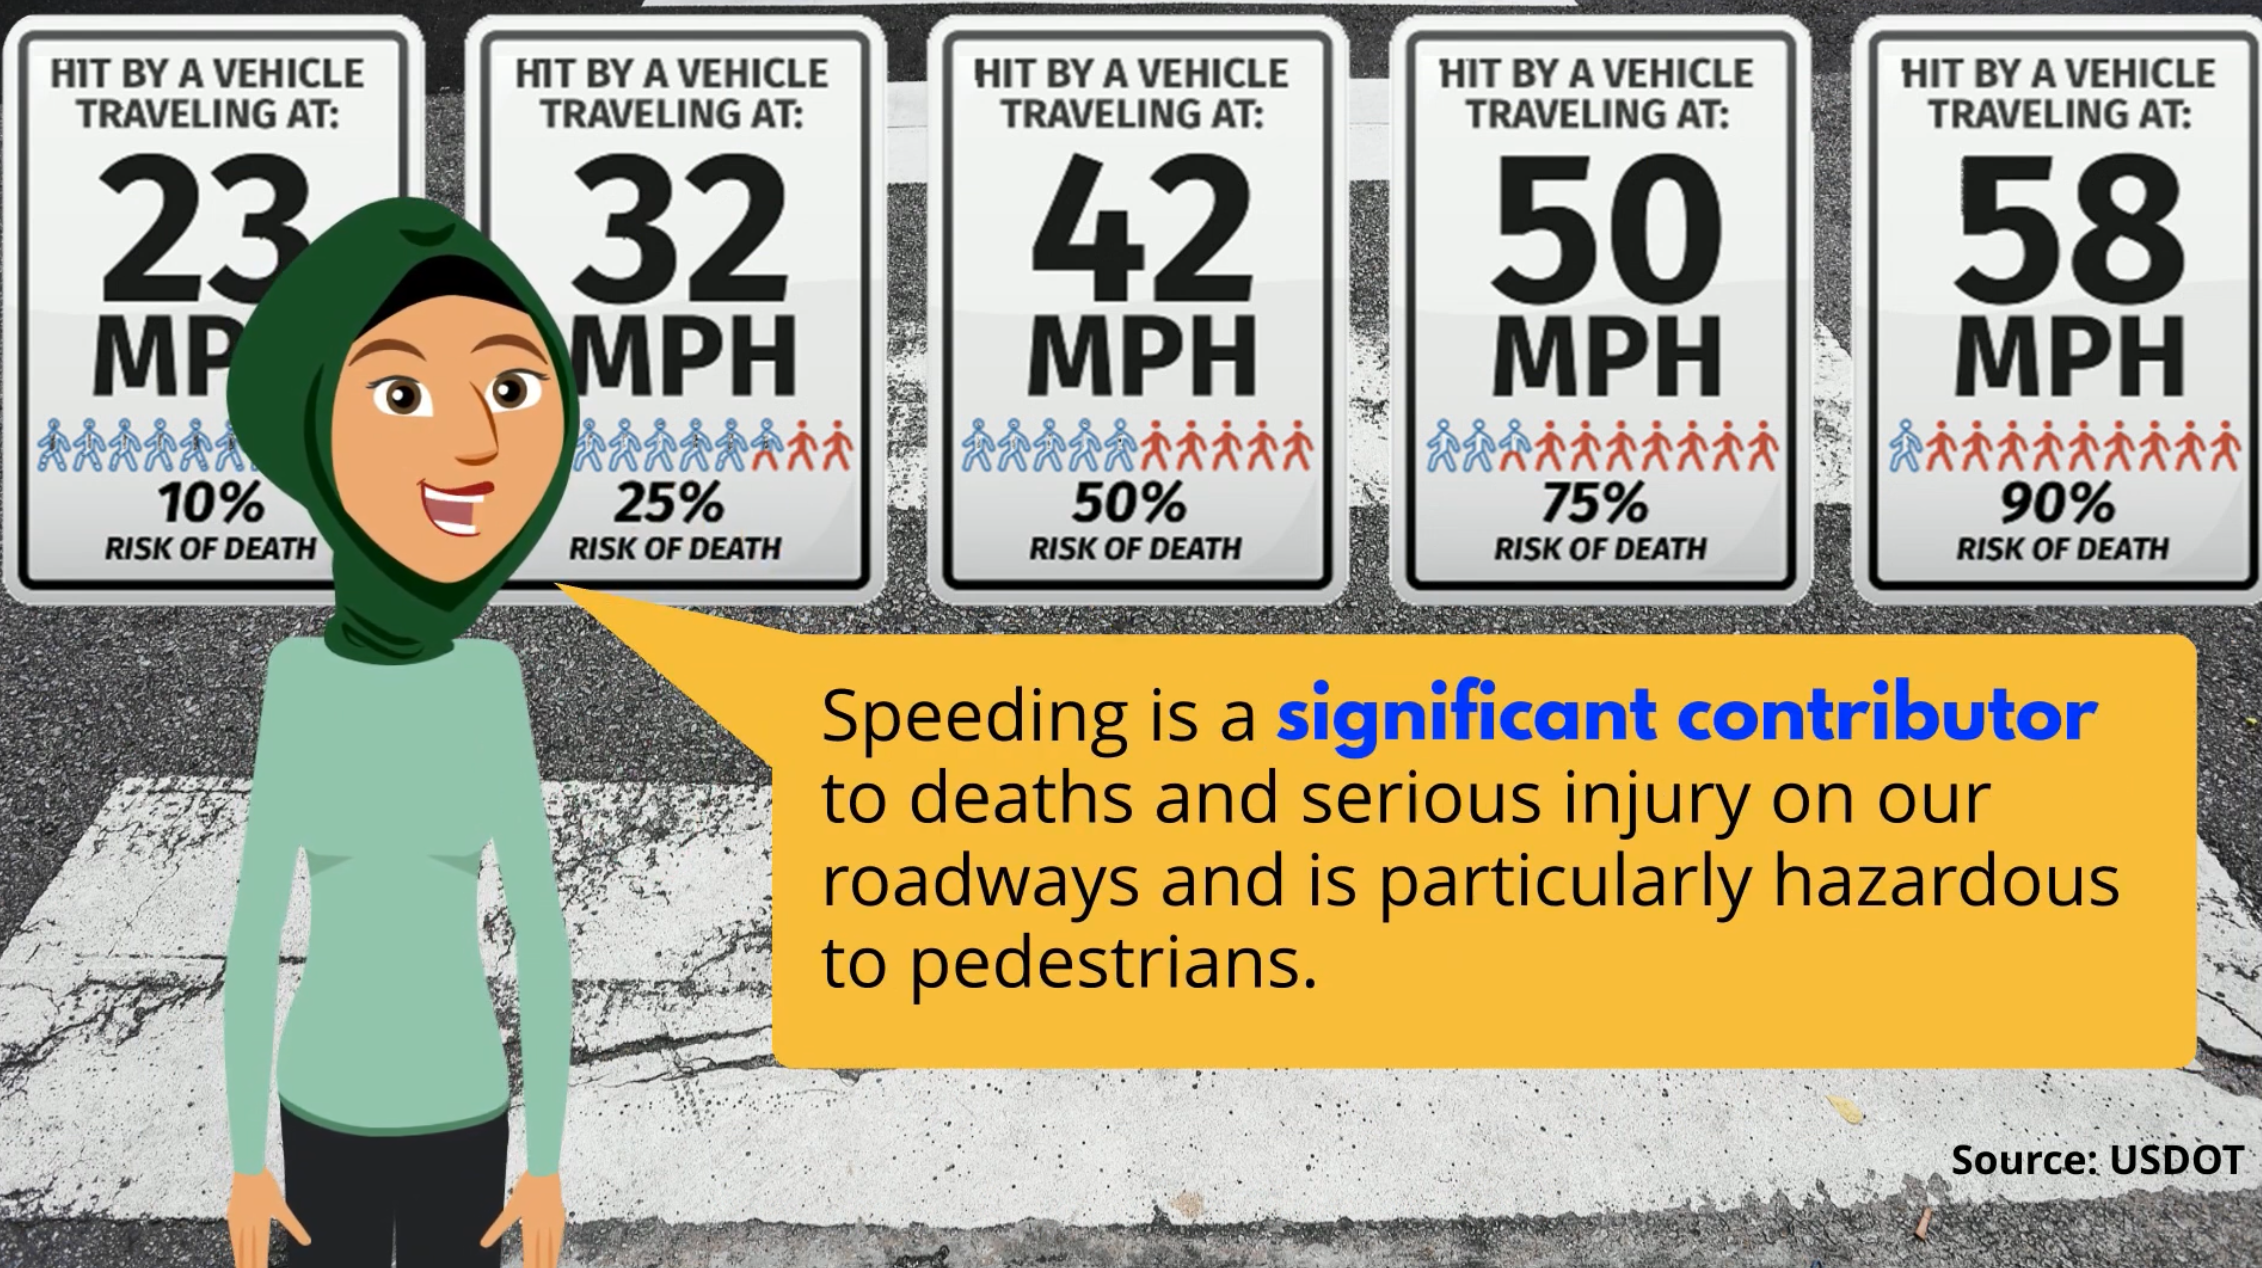 HIT BY A VEHICLE
TRAVELING AT:
23
MP
10%
RISK OF DEATH
HIT BY A VEHICLE
TRAVELING AT:
32
MPH
25%
RISK OF DEATH
HIT BY A VEHICLE
TRAVELING AT:
42
MPH
50%
RISK OF DEATH
HIT BY A VEHICLE
TRAVELING AT:
50
MPH
75%
RISK OF DEATH
HIT BY A VEHICLE
TRAVELING AT:
58
MPH
90%
RISK OF DEATH
Speeding is a significant contributor
to deaths and serious injury on our
roadways and is particularly hazardous
to pedestrians.
Source: USDOT